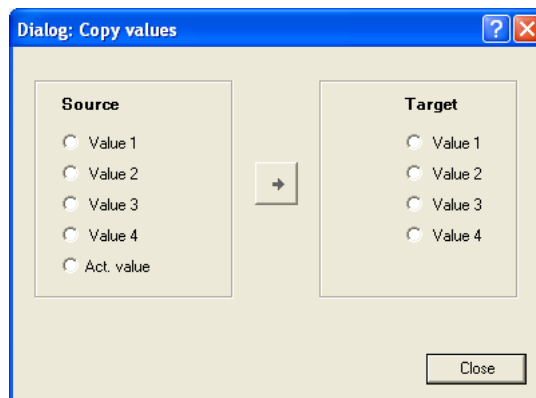 Dialog: Copy values
Source
Value 1
Value 2
Value 3
Value 4
Act. value
Target
Value 1
Value 2
Value 3
Value 4
Close